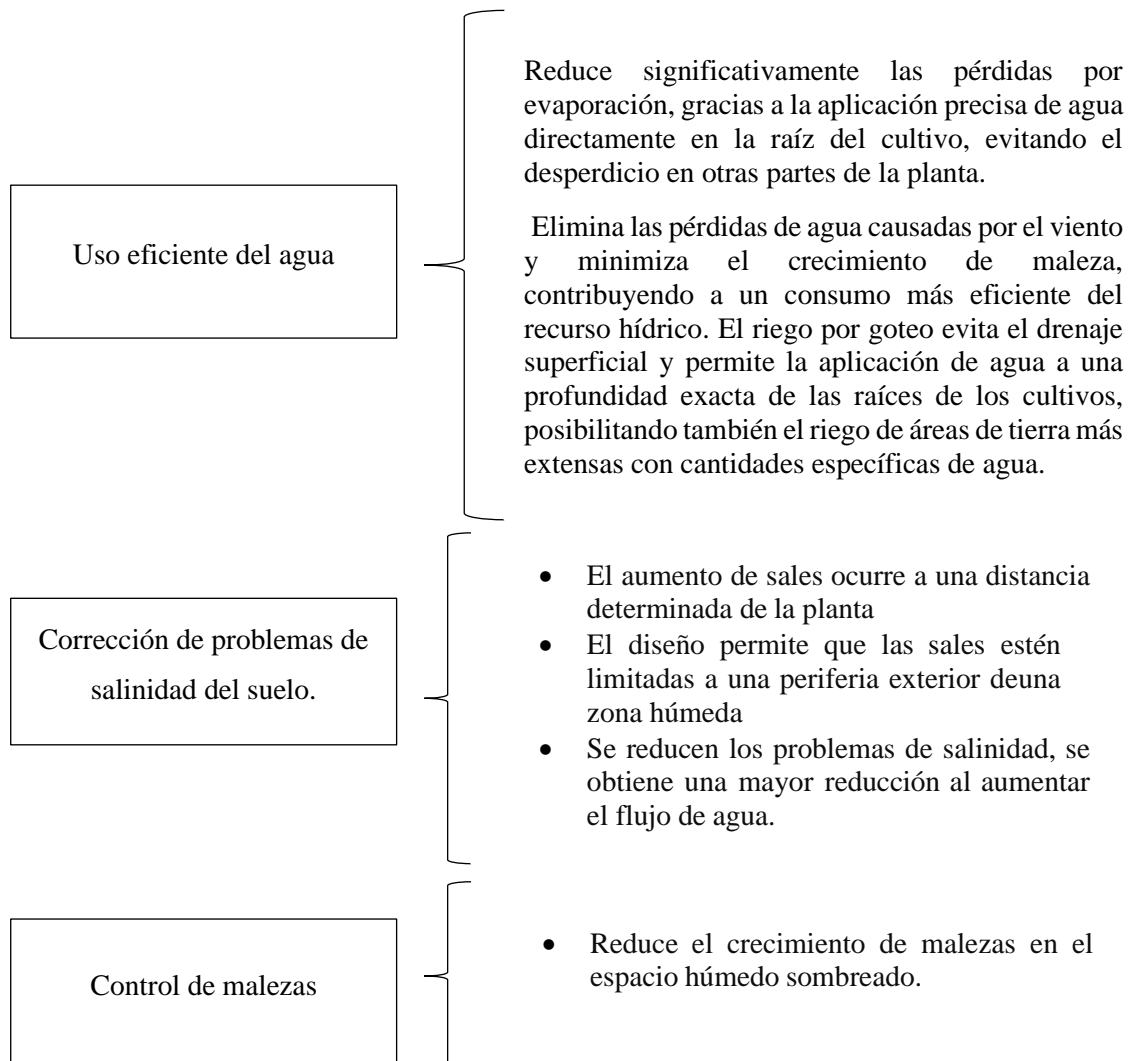 Uso eficiente del agua
Reduce significativamente las pérdidas por
evaporación, gracias a la aplicación precisa de agua
directamente en la raíz del cultivo, evitando el
desperdicio en otras partes de la planta.
Elimina las pérdidas de agua causadas por el viento
y minimiza el crecimiento de maleza,
contribuyendo a un consumo más eficiente del
recurso hídrico. El riego por goteo evita el drenaje
superficial y permite la aplicación de agua a una
profundidad exacta de las raíces de los cultivos,
posibilitando también el riego de áreas de tierra más
extensas con cantidades específicas de agua.
Corrección de problemas de
salinidad del suelo.
• El aumento de sales ocurre a una distancia
determinada de la planta
• El diseño permite que las sales estén
limitadas a una periferia exterior deuna
zona húmeda
• Se reducen los problemas de salinidad, se
obtiene una mayor reducción al aumentar
el flujo de agua.
Control de malezas
• Reduce el crecimiento de malezas en el
espacio húmedo sombreado.